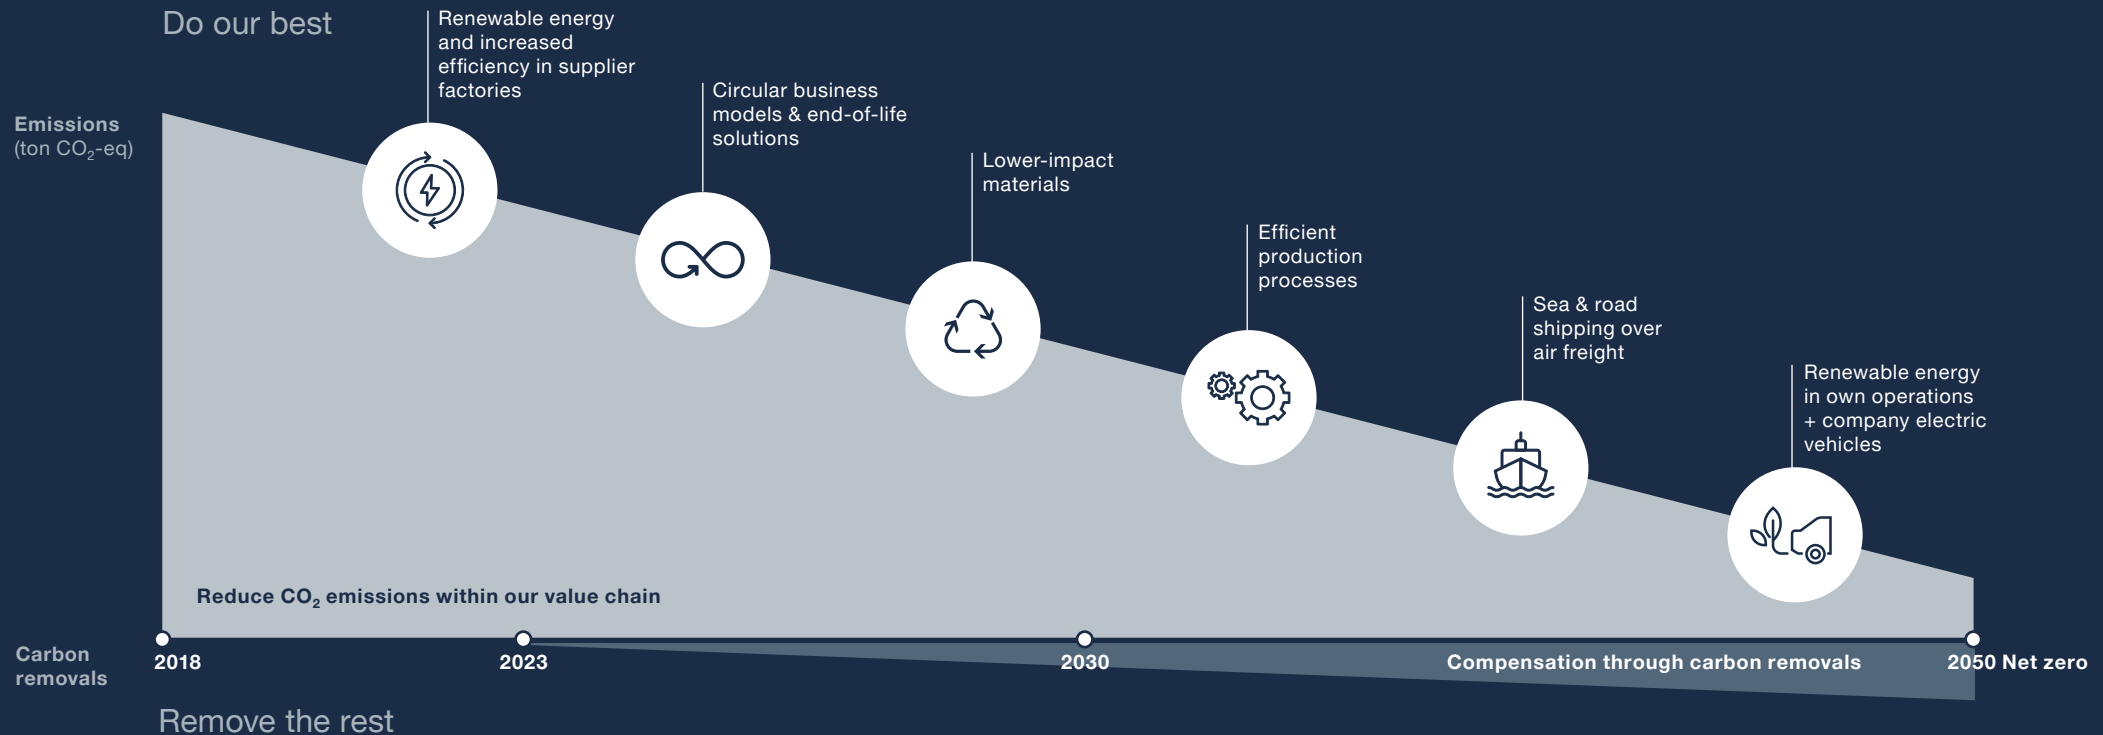 Do our best
Renewable energy
and increased
efficiency in supplier
factories
Circular business
models & end-of-life
solutions
Emissions
(ton CO₂-eq)
Lower-impact
materials
Efficient
production
processes
Sea & road
shipping over
air freight
Renewable energy
in own operations
+ company electric
vehicles
Reduce CO₂ emissions within our value chain
Carbon
removals
2018
2023
2030
Compensation through carbon removals
2050 Net zero
Remove the rest